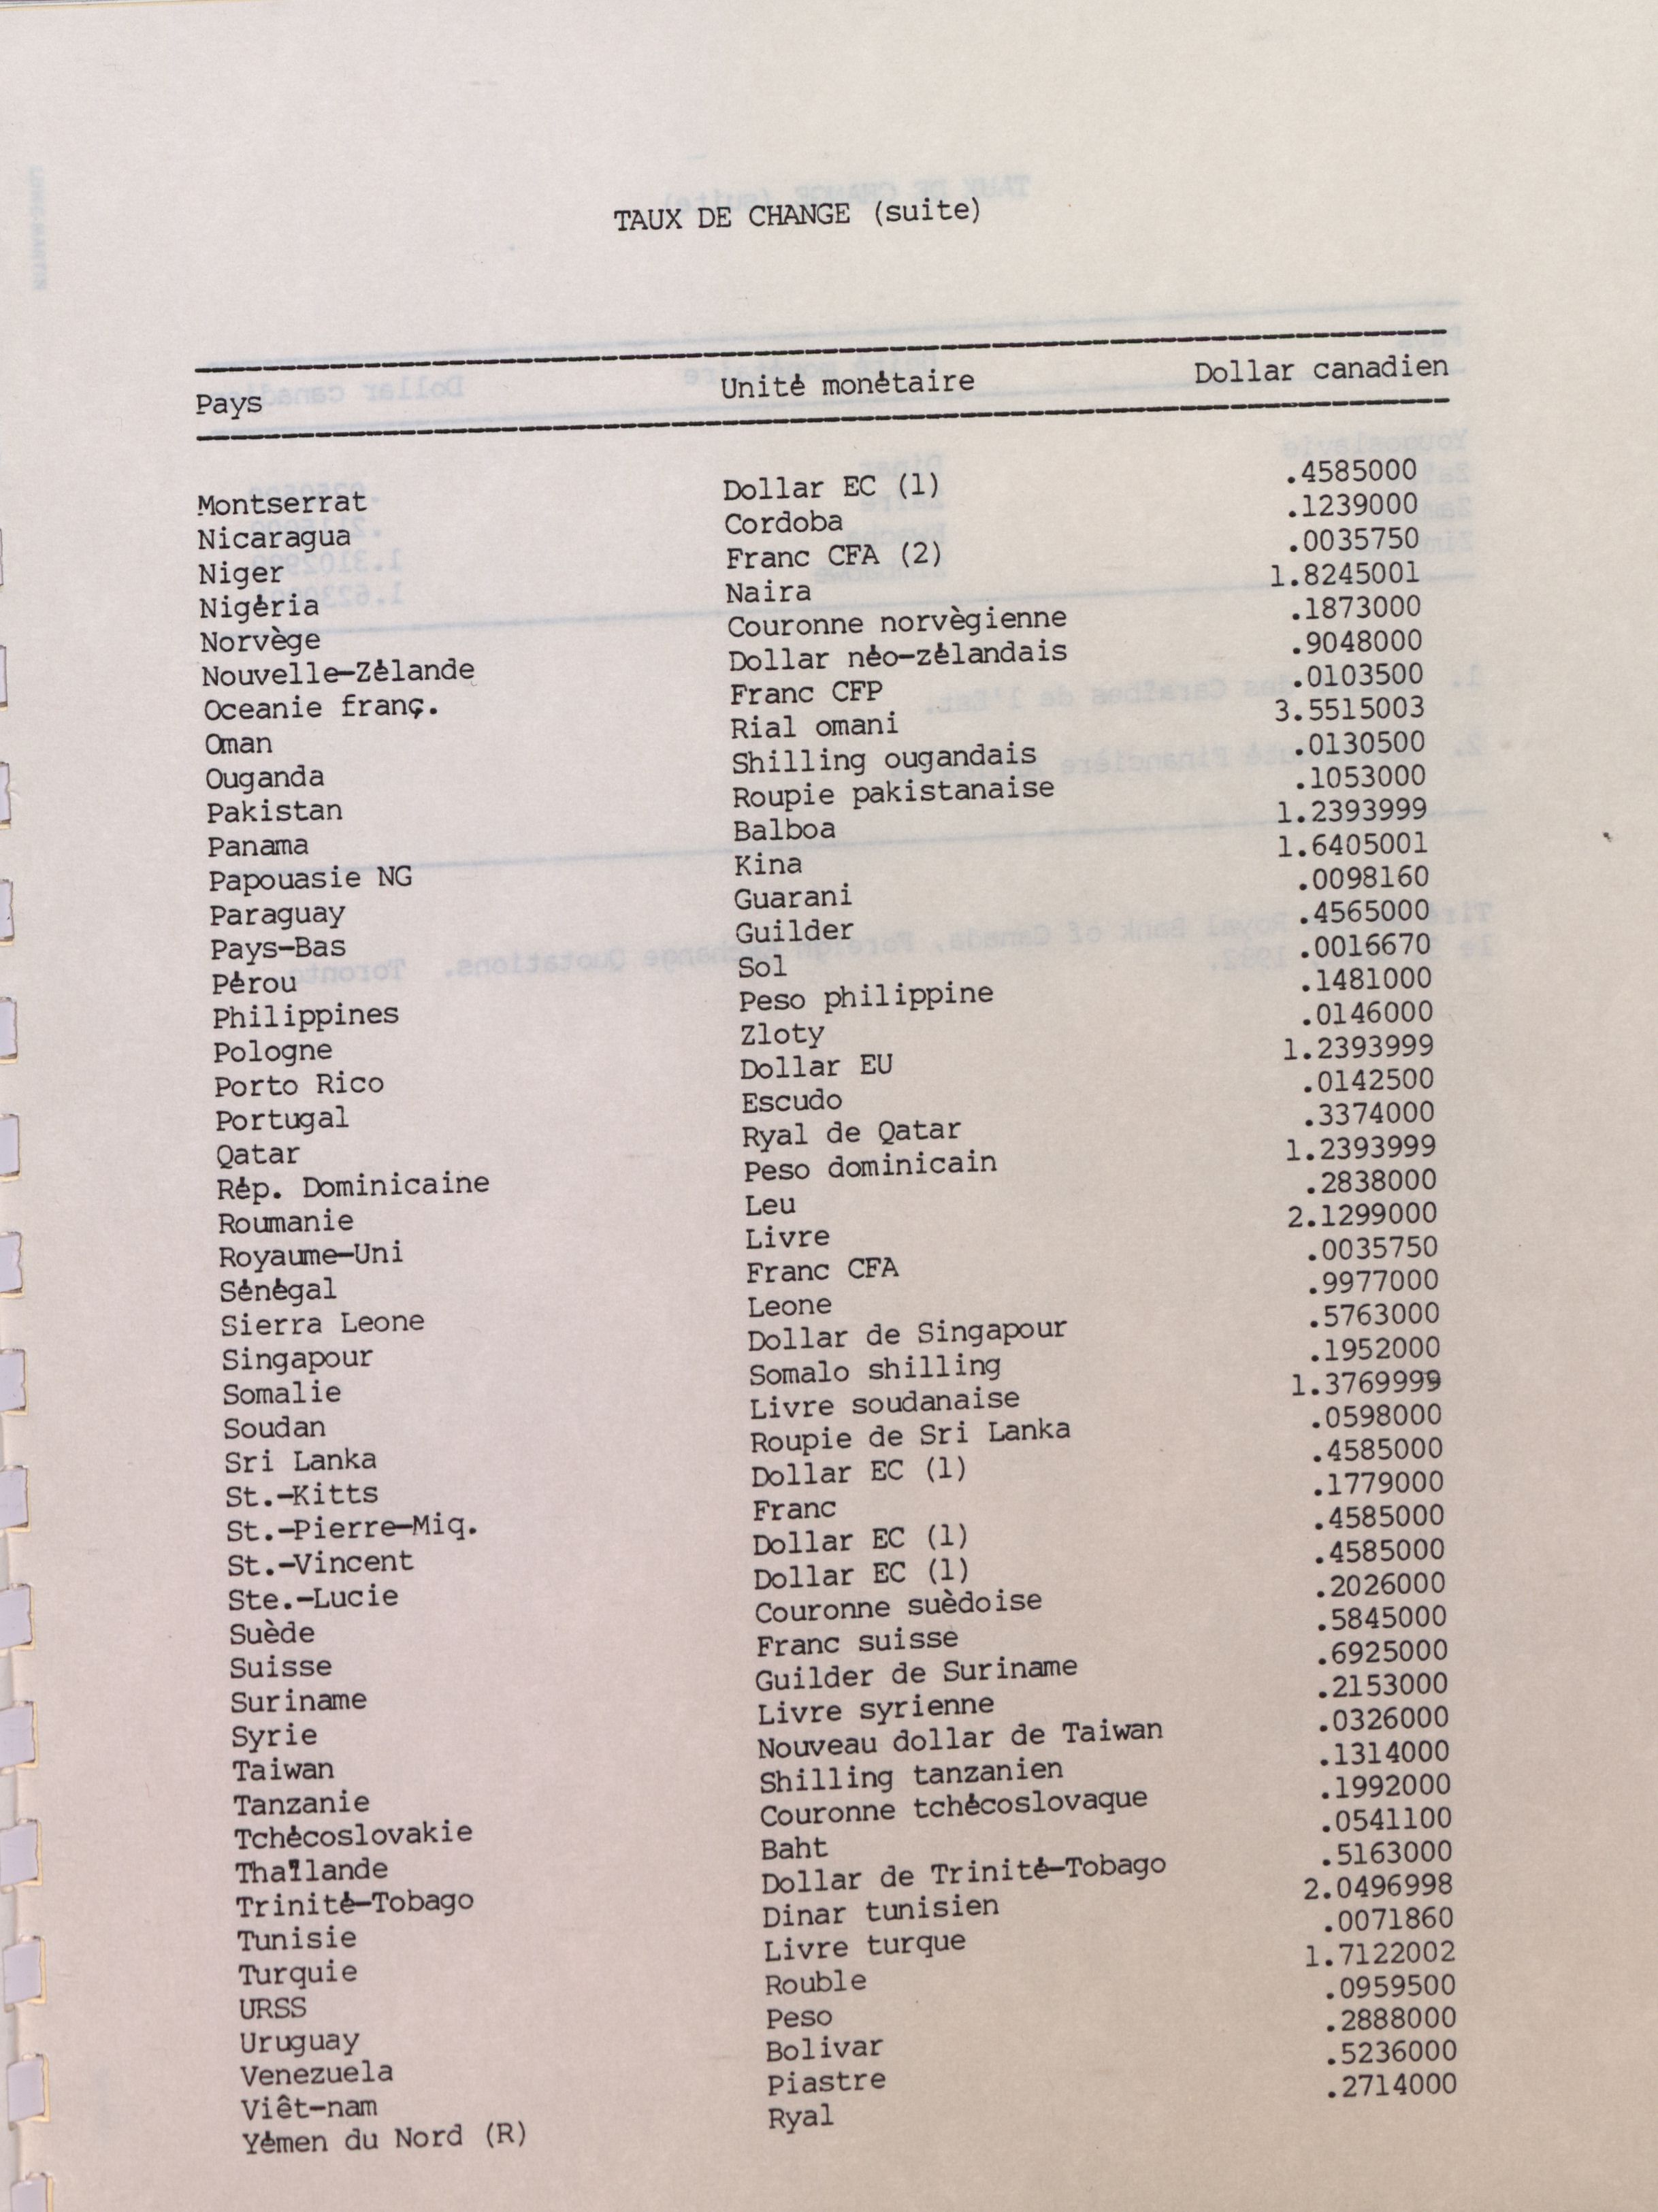 TAUX DE CHANGE (suite)
Pays Unité monétaire Dollar canadien
Montserrat Dollar EC (1) .4585000
Nicaragua Cordoba .1239000
Niger Franc CFA (2) .0035750
Nigéria Naira 1.8245001
Norvège Couronne norvègienne .1873000
Nouvelle-Zélande Dollar néo-zélandais .9048000
Oceanie franç. Franc CFP .0103500
Oman Rial omani 3.5515003
Ouganda Shilling ougandais .0130500
Pakistan Roupie pakistanaise .1053000
Panama Balboa 1.2393999
Papouasie NG Kina 1.6405001
Paraguay Guarani .0098160
Pays-Bas Guilder .4565000
Pérou Sol .0016670
Philippines Peso philippine .1481000
Pologne Zloty .0146000
Porto Rico Dollar EU 1.2393999
Portugal Escudo .0142500
Qatar Ryal de Qatar .3374000
Rép. Dominicaine Peso dominicain 1.2393999
Roumanie Leu .2838000
Royaume-Uni Livre 2.1299000
Sénégal Franc CFA .0035750
Sierra Leone Leone .9977000
Singapour Dollar de Singapour .5763000
Somalie Somalo shilling .1952000
Soudan Livre soudanaise 1.3769999
Sri Lanka Roupie de Sri Lanka .0598000
St.-Kitts Dollar EC (1) .4585000
St.-Pierre-Miq. Franc .1779000
St.-Vincent Dollar EC (1) .4585000
Ste.-Lucie Dollar EC (1) .4585000
Suède Couronne suèdoise .2026000
Suisse Franc suisse .5845000
Suriname Guilder de Suriname .6925000
Syrie Livre syrienne .2153000
Taiwan Nouveau dollar de Taiwan .0326000
Tanzanie Shilling tanzanien .1314000
Tchécoslovakie Couronne tchécoslovaque .1992000
Thaïlande Baht .0541100
Trinité-Tobago Dollar de Trinité-Tobago .5163000
Tunisie Dinar tunisien 2.0496998
Turquie Livre turque .0071860
URSS Rouble 1.7122002
Uruguay Peso .0959500
Venezuela Bolivar .2888000
Viêt-nam Piastre .5236000
Yémen du Nord (R) Ryal .2714000